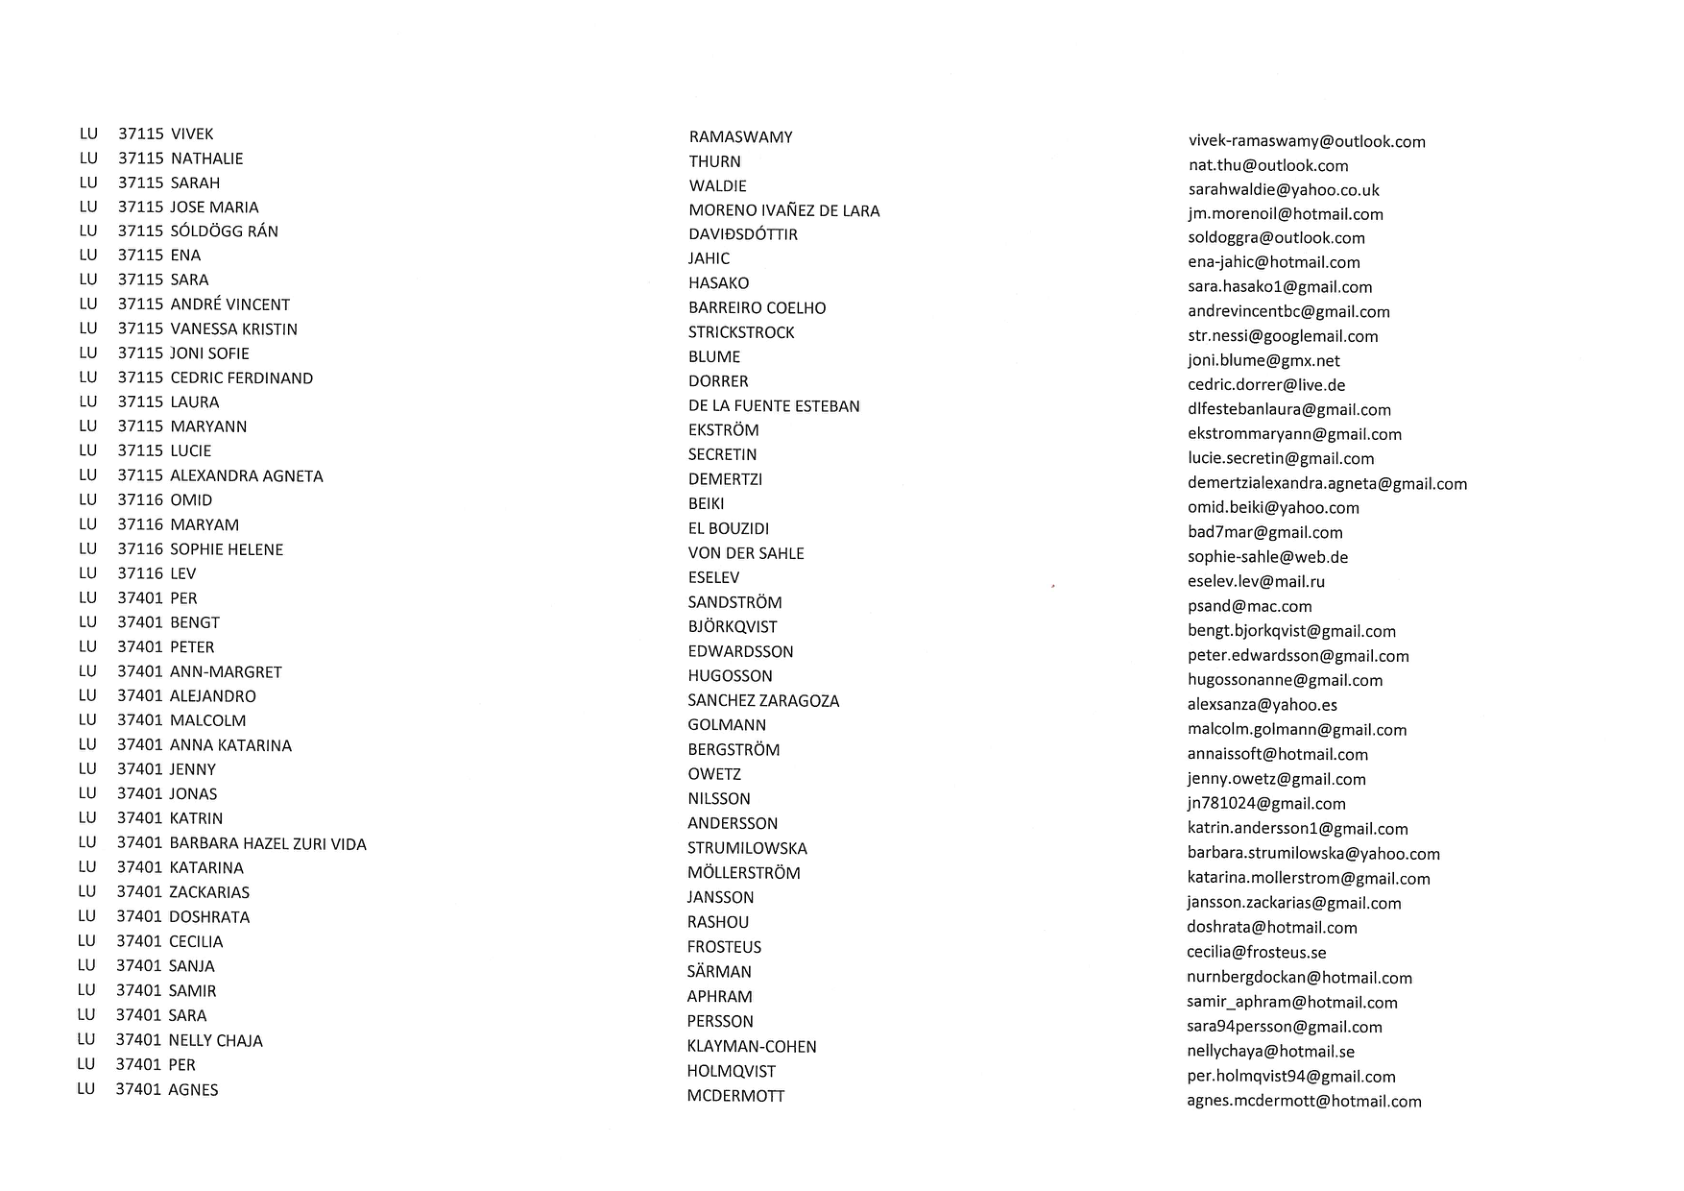 LU 37115 VIVEK RAMASWAMY vivek-ramaswamy@outlook.com
LU 37115 NATHALIE THURN nat.thu@outlook.com
LU 37115 SARAH WALDIE sarahwaldie@yahoo.co.uk
LU 37115 JOSE MARIA MORENO IVAÑEZ DE LARA jm.morenoil@hotmail.com
LU 37115 SÓLDÖGG RÁN DAVIÐSDÓTTIR soldoggra@outlook.com
LU 37115 ENA JAHIC ena-jahic@hotmail.com
LU 37115 SARA HASAKO sara.hasako1@gmail.com
LU 37115 ANDRÉ VINCENT BARREIRO COELHO andrevincentbc@gmail.com
LU 37115 VANESSA KRISTIN STRICKSTROCK str.nessi@googlemail.com
LU 37115 JONI SOFIE BLUME joni.blume@gmx.net
LU 37115 CEDRIC FERDINAND DORRER cedric.dorrer@live.de
LU 37115 LAURA DE LA FUENTE ESTEBAN dlfestebanlaura@gmail.com
LU 37115 MARYANN EKSTRÖM ekstrommaryann@gmail.com
LU 37115 LUCIE SECRETIN lucie.secretin@gmail.com
LU 37115 ALEXANDRA AGNETA DEMERTZI demertzialexandra.agneta@gmail.com
LU 37116 OMID BEIKI omid.beiki@yahoo.com
LU 37116 MARYAM EL BOUZIDI bad7mar@gmail.com
LU 37116 SOPHIE HELENE VON DER SAHLE sophie-sahle@web.de
LU 37116 LEV ESELEV eselev.lev@mail.ru
LU 37401 PER SANDSTRÖM psand@mac.com
LU 37401 BENGT BJÖRKQVIST bengt.bjorkqvist@gmail.com
LU 37401 PETER EDWARDSSON peter.edwardsson@gmail.com
LU 37401 ANN-MARGRET HUGOSSON hugossonanne@gmail.com
LU 37401 ALEJANDRO SANCHEZ ZARAGOZA alexsanza@yahoo.es
LU 37401 MALCOLM GOLMANN malcolm.golmann@gmail.com
LU 37401 ANNA KATARINA BERGSTRÖM annaissoft@hotmail.com
LU 37401 JENNY OWETZ jenny.owetz@gmail.com
LU 37401 JONAS NILSSON jn781024@gmail.com
LU 37401 KATRIN ANDERSSON katrin.andersson1@gmail.com
LU 37401 BARBARA HAZEL ZURI VIDA STRUMILOWSKA barbara.strumilowska@yahoo.com
LU 37401 KATARINA MÖLLERSTRÖM katarina.mollerstrom@gmail.com
LU 37401 ZACKARIAS JANSSON jansson.zackarias@gmail.com
LU 37401 DOSHRATA RASHOU doshrata@hotmail.com
LU 37401 CECILIA FROSTEUS cecilia@frosteus.se
LU 37401 SANJA SÄRMAN nurnbergdockan@hotmail.com
LU 37401 SAMIR APHRAM samir_aphram@hotmail.com
LU 37401 SARA PERSSON sara94persson@gmail.com
LU 37401 NELLY CHAJA KLAYMAN-COHEN nellychaya@hotmail.se
LU 37401 PER HOLMQVIST per.holmqvist94@gmail.com
LU 37401 AGNES MCDERMOTT agnes.mcdermott@hotmail.com